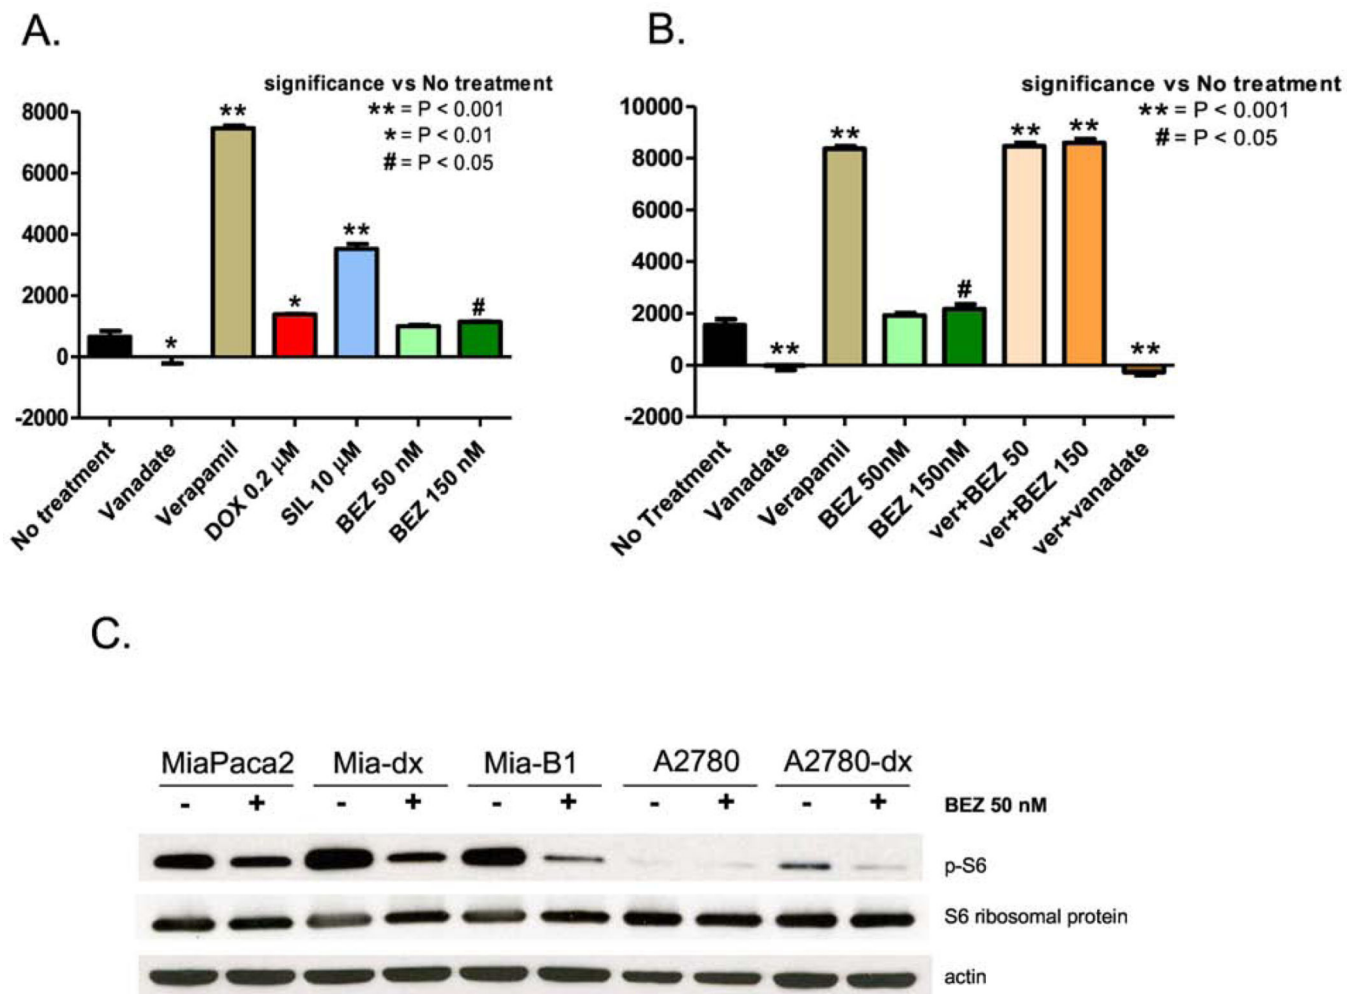 A.
significance vs No treatment
** = P < 0.001
* = P < 0.01
# = P < 0.05
8000
6000
4000
2000
0
-2000
**
*
*
**
#
No treatment
Vanadate
Verapamil
DOX 0.2 µM
SIL 10 µM
BEZ 50 nM
BEZ 150 nM
B.
significance vs No treatment
** = P < 0.001
# = P < 0.05
10000
8000
6000
4000
2000
0
-2000
**
**
#
**
**
**
No Treatment
Vanadate
Verapamil
BEZ 50nM
BEZ 150nM
ver+BEZ 50
ver+BEZ 150
ver+vanadate
C.
MiaPaca2 Mia-dx Mia-B1 A2780 A2780-dx
- + - + - + - + - + BEZ 50 nM
p-S6
S6 ribosomal protein
actin